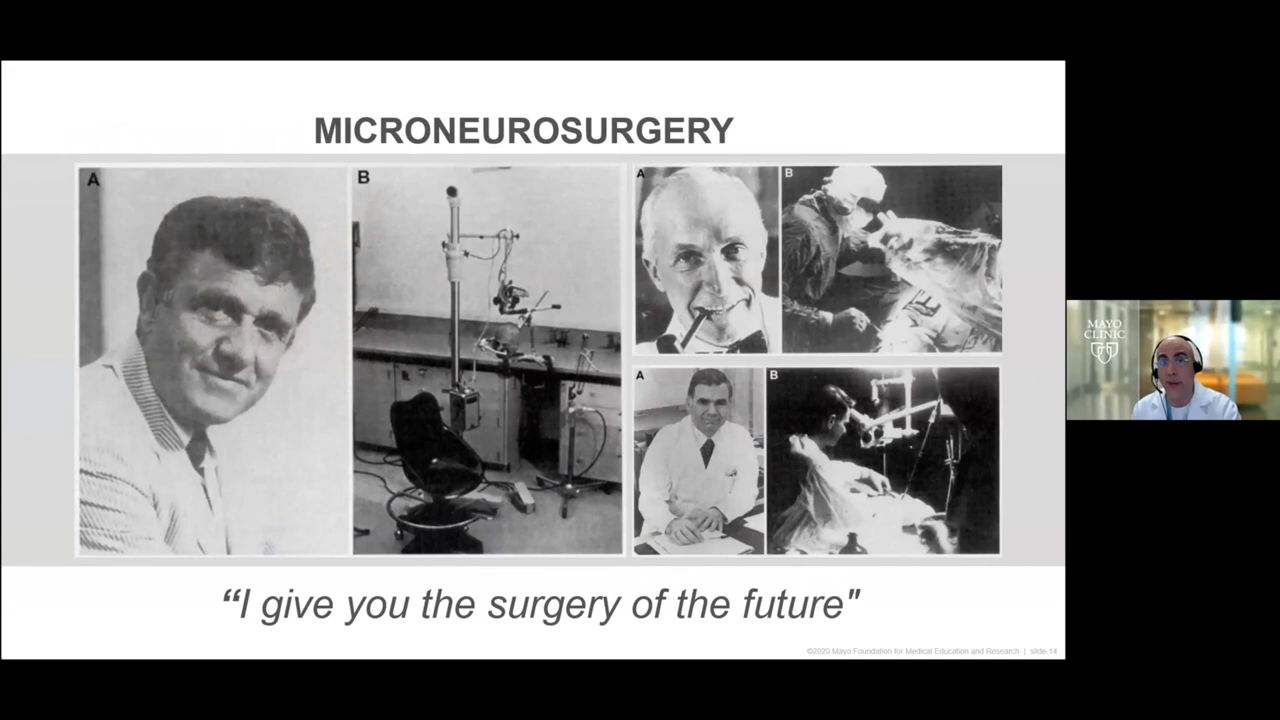 MICRONEUROSURGERY
A
B
A
B
A
B
“I give you the surgery of the future"
©2020 Mayo Foundation for Medical Education and Research | slide-14
MAYO
CLINIC